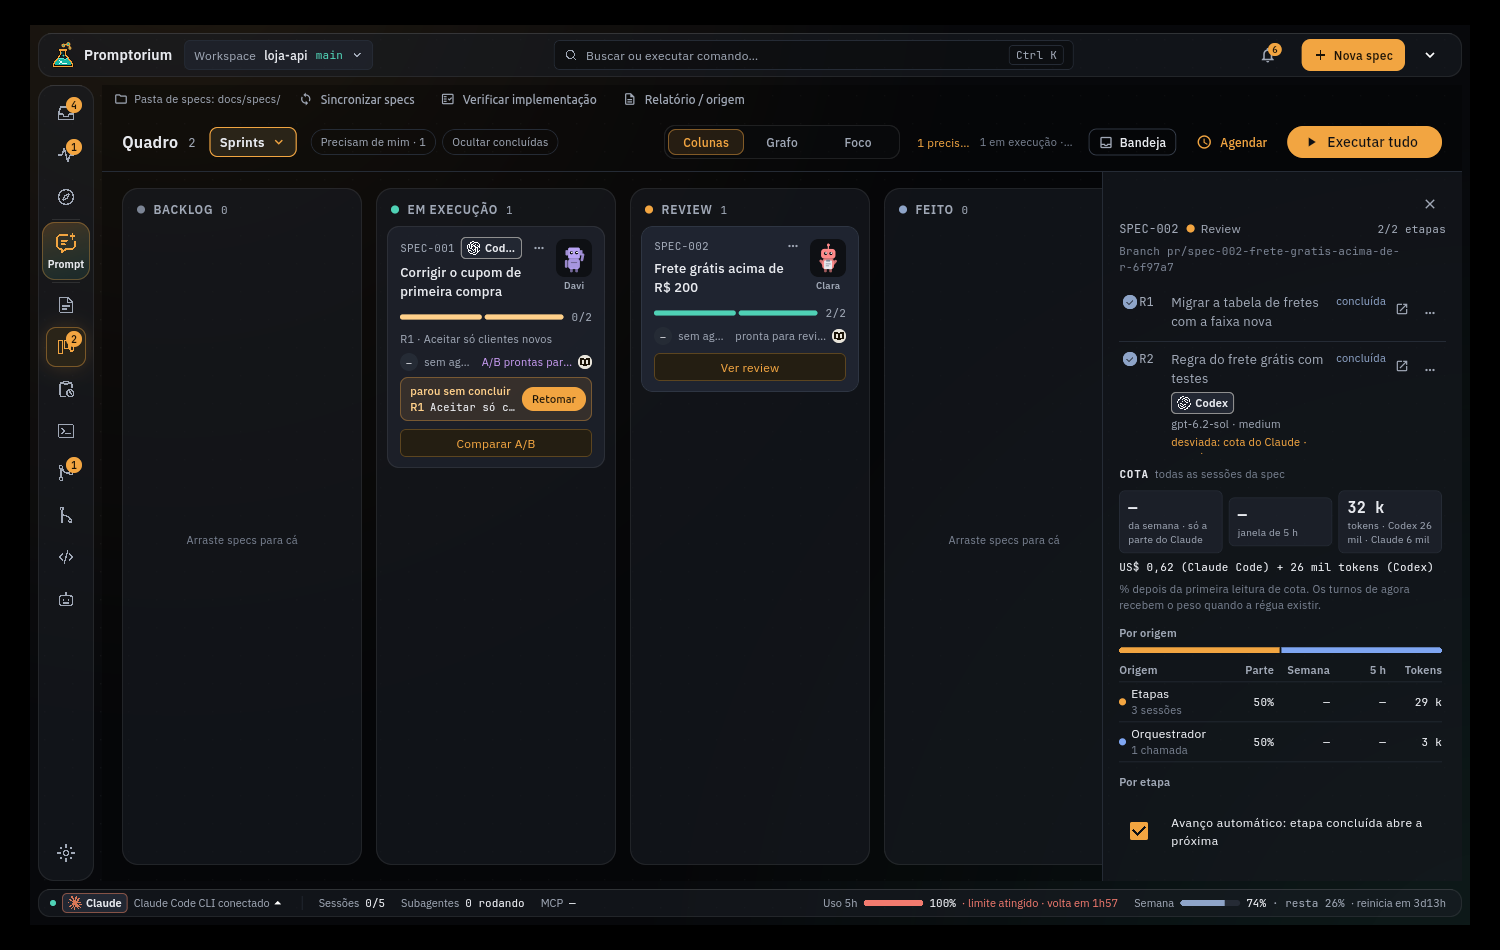 Promptorium
Workspace loja-api main
Buscar ou executar comando...
Ctrl K
6
Nova spec
4
1
Prompt
2
1
Pasta de specs: docs/specs/
Sincronizar specs
Verificar implementação
Relatório / origem
Quadro 2
Sprints
Precisam de mim · 1
Ocultar concluídas
Colunas
Grafo
Foco
1 precis...
1 em execução ·...
Bandeja
Agendar
Executar tudo
BACKLOG 0
Arraste specs para cá
EM EXECUÇÃO 1
SPEC-001
Cod...
Davi
Corrigir o cupom de
primeira compra
0/2
R1 · Aceitar só clientes novos
– sem ag...
A/B prontas par...
parou sem concluir
R1 Aceitar só c…
Retomar
Comparar A/B
REVIEW 1
SPEC-002
Clara
Frete grátis acima de
R$ 200
2/2
– sem ag...
pronta para revi...
Ver review
FEITO 0
Arraste specs para cá
SPEC-002 Review 2/2 etapas
Branch pr/spec-002-frete-gratis-acima-de-
r-6f97a7
R1 Migrar a tabela de fretes
com a faixa nova
concluída
R2 Regra do frete grátis com
testes
concluída
Codex
gpt-6.2-sol · medium
desviada: cota do Claude ·
COTA todas as sessões da spec
–
da semana · só a
parte do Claude
–
janela de 5 h
32 k
tokens · Codex 26
mil · Claude 6 mil
US$ 0,62 (Claude Code) + 26 mil tokens (Codex)
% depois da primeira leitura de cota. Os turnos de agora
recebem o peso quando a régua existir.
Por origem
Origem Parte Semana 5 h Tokens
Etapas 50% – – 29 k
3 sessões
Orquestrador 50% – – 3 k
1 chamada
Por etapa
Avanço automático: etapa concluída abre a
próxima
Claude
Claude Code CLI conectado
Sessões 0/5
Subagentes 0 rodando
MCP –
Uso 5h 100% · limite atingido · volta em 1h57
Semana 74% · resta 26% · reinicia em 3d13h